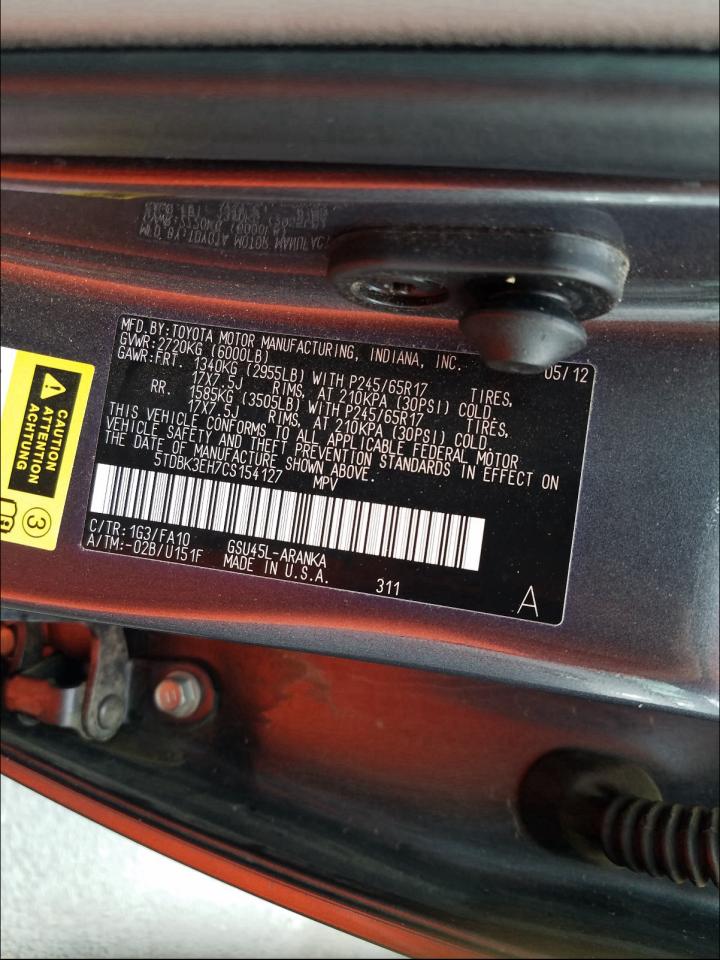 MFD.BY:TOYOTA MOTOR MANUFACTURING, INDIANA, INC. 05/12
GVWR:2720KG (6000LB)
GAWR:FRT. 1340KG (2955LB) WITH P245/65R17 TIRES,
17X7.5J RIMS, AT 210KPA (30PSI) COLD.
RR. 1585KG (3505LB) WITH P245/65R17 TIRES,
17X7.5J RIMS, AT 210KPA (30PSI) COLD.
THIS VEHICLE CONFORMS TO ALL APPLICABLE FEDERAL MOTOR
VEHICLE SAFETY AND THEFT PREVENTION STANDARDS IN EFFECT ON
THE DATE OF MANUFACTURE SHOWN ABOVE.
5TDBK3EH7CS154127 MPV
C/TR:1G3/FA10 GSU45L-ARANKA
A/TM:-02B/U151F MADE IN U.S.A. 311 A
CAUTION
ATTENTION
ACHTUNG
3